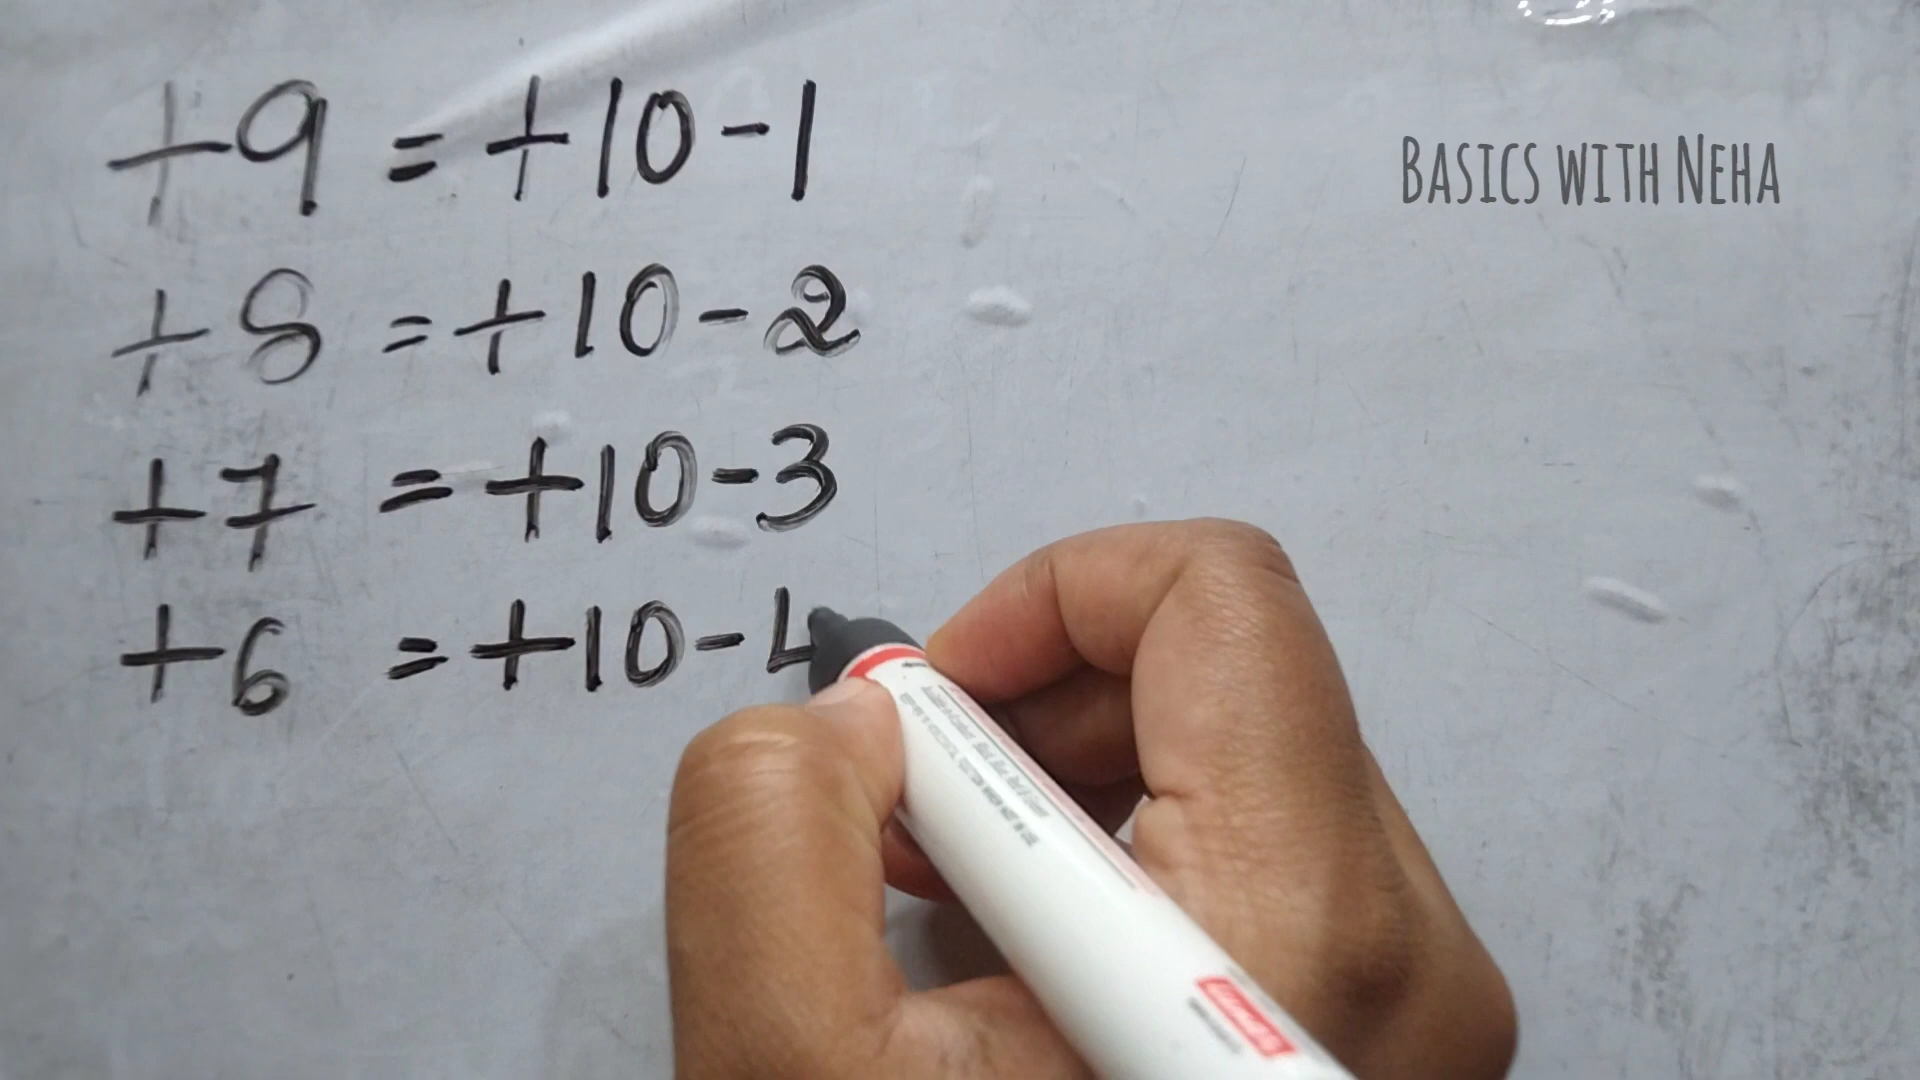 +9 = +10-1
BASICS WITH NEHA
+8 = +10-2
+7 = +10-3
+6 = +10-4